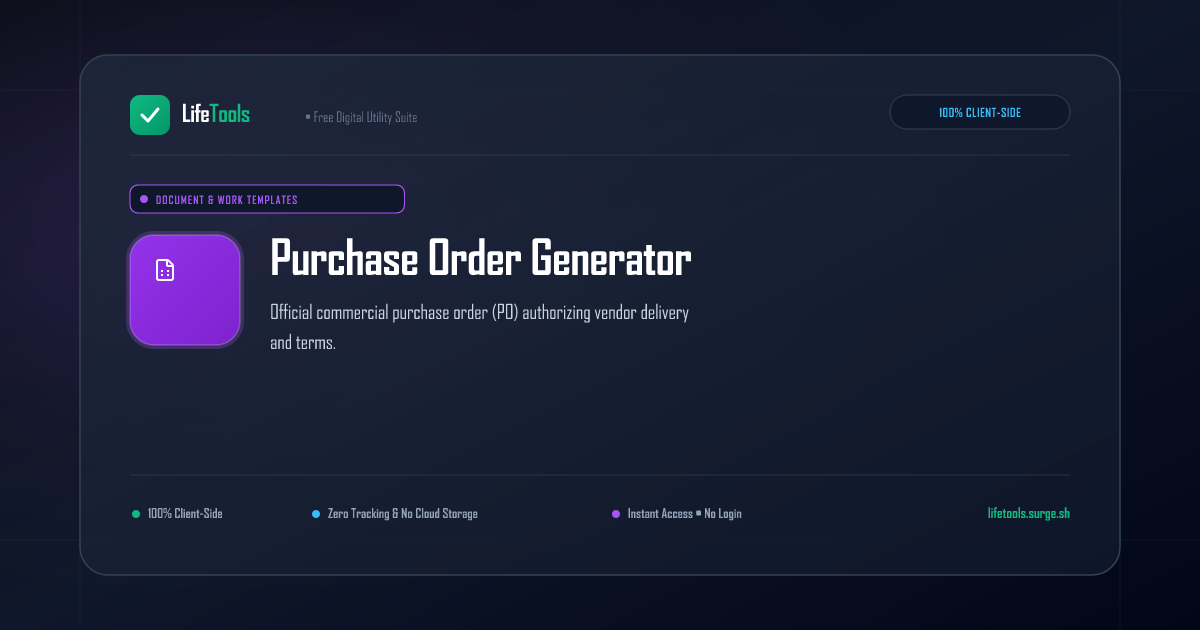 LifeTools
▪ Free Digital Utility Suite
100% CLIENT-SIDE
DOCUMENT & WORK TEMPLATES
Purchase Order Generator
Official commercial purchase order (PO) authorizing vendor delivery
and terms.
100% Client-Side
Zero Tracking & No Cloud Storage
Instant Access ▪ No Login
lifetools.surge.sh